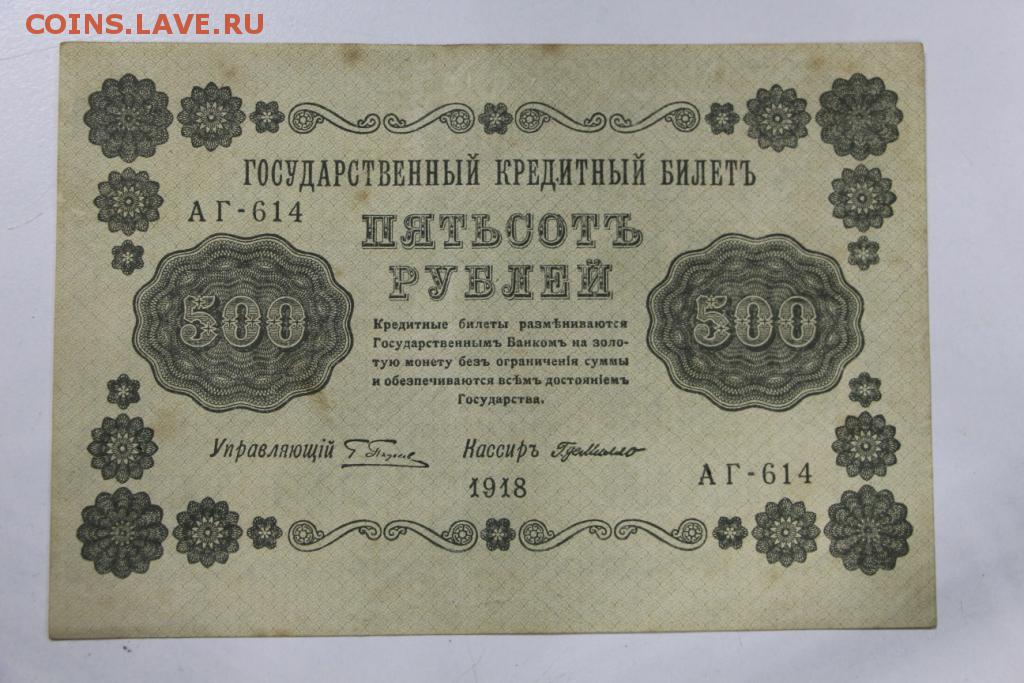 COINS.LAVE.RU
ГОСУДАРСТВЕННЫЙ КРЕДИТНЫЙ БИЛЕТЪ
АГ-614
ПЯТЬСОТЪ
РУБЛЕЙ
500
500
Кредитные билеты размѣниваются
Государственнымъ Банкомъ на золо-
тую монету безъ ограниченія суммы
и обезпечиваются всѣмъ достояніемъ
Государства.
Управляющій Кассиръ
1918
АГ-614